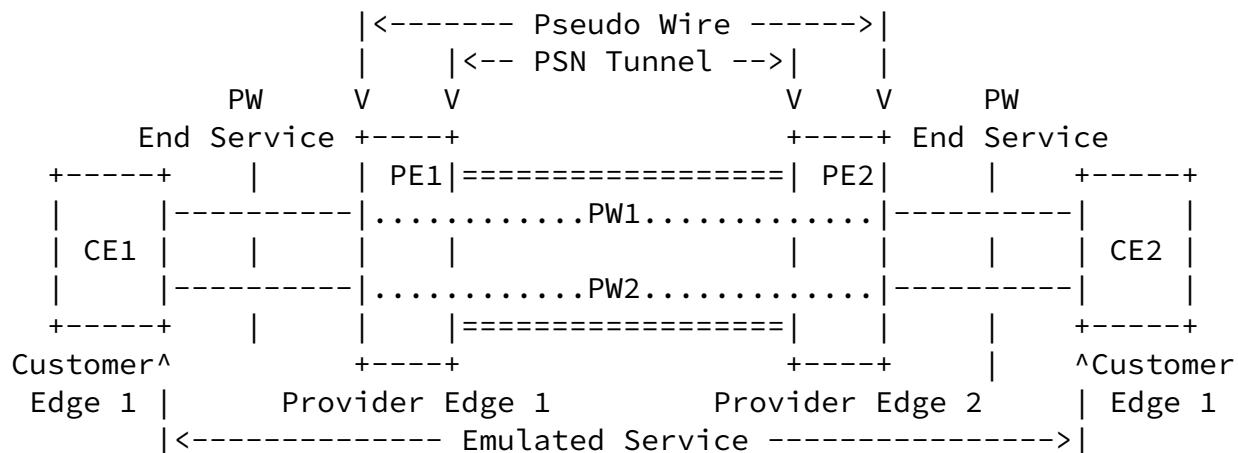 |<------- Pseudo Wire ------>|
|    |<-- PSN Tunnel -->|    |
PW     V    V                  V    V     PW
End Service +----+                  +----+ End Service
+-----+    |     | PE1|==================| PE2|     |    +-----+
|     |----------|............PW1.............|----------|     |
| CE1 |    |     |    |                  |    |     |    | CE2 |
|     |----------|............PW2.............|----------|     |
+-----+    |     |    |==================|    |     |    +-----+
Customer^          +----+                  +----+     |    ^Customer
Edge 1 |      Provider Edge 1         Provider Edge 2     | Edge 1
|<-------------- Emulated Service ---------------->|